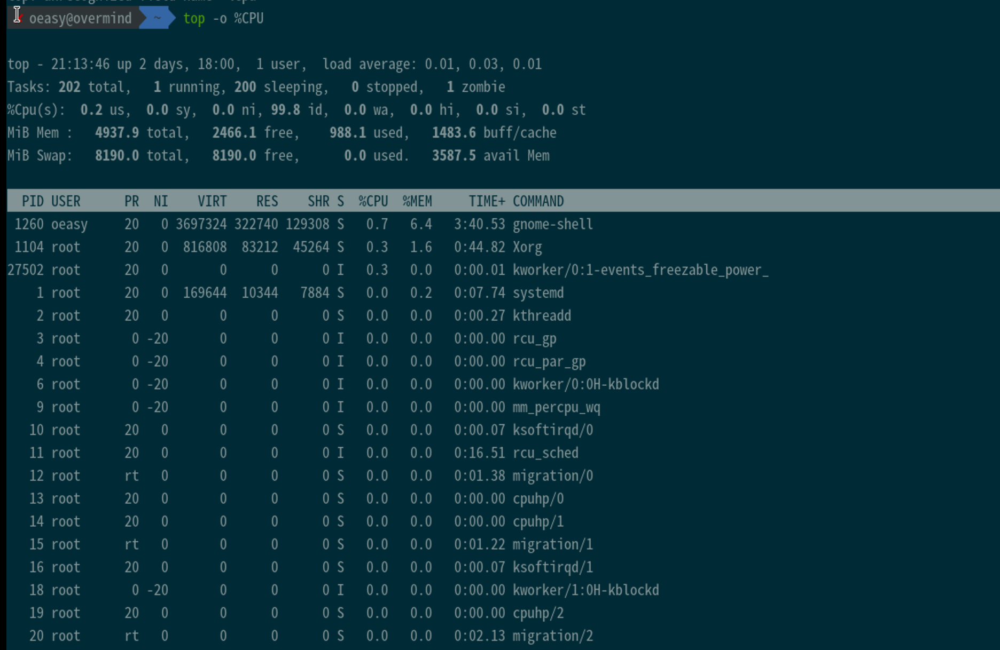 oeasy@overmind ~ top -o %CPU
top - 21:13:46 up 2 days, 18:00,  1 user,  load average: 0.01, 0.03, 0.01
Tasks: 202 total,   1 running, 200 sleeping,   0 stopped,   1 zombie
%Cpu(s):  0.2 us,  0.0 sy,  0.0 ni, 99.8 id,  0.0 wa,  0.0 hi,  0.0 si,  0.0 st
MiB Mem :   4937.9 total,   2466.1 free,    988.1 used,   1483.6 buff/cache
MiB Swap:   8190.0 total,   8190.0 free,      0.0 used.   3587.5 avail Mem
PID USER      PR  NI    VIRT    RES    SHR S  %CPU  %MEM     TIME+ COMMAND
1260 oeasy     20   0 3697324 322740 129308 S   0.7   6.4   3:40.53 gnome-shell
1104 root      20   0  816808  83212  45264 S   0.3   1.6   0:44.82 Xorg
27502 root      20   0       0      0      0 I   0.3   0.0   0:00.01 kworker/0:1-events_freezable_power_
1 root      20   0  169644  10344   7884 S   0.0   0.2   0:07.74 systemd
2 root      20   0       0      0      0 S   0.0   0.0   0:00.27 kthreadd
3 root       0 -20       0      0      0 I   0.0   0.0   0:00.00 rcu_gp
4 root       0 -20       0      0      0 I   0.0   0.0   0:00.00 rcu_par_gp
6 root       0 -20       0      0      0 I   0.0   0.0   0:00.00 kworker/0:0H-kblockd
9 root       0 -20       0      0      0 I   0.0   0.0   0:00.00 mm_percpu_wq
10 root      20   0       0      0      0 S   0.0   0.0   0:00.07 ksoftirqd/0
11 root      20   0       0      0      0 I   0.0   0.0   0:16.51 rcu_sched
12 root      rt   0       0      0      0 S   0.0   0.0   0:01.38 migration/0
13 root      20   0       0      0      0 S   0.0   0.0   0:00.00 cpuhp/0
14 root      20   0       0      0      0 S   0.0   0.0   0:00.00 cpuhp/1
15 root      rt   0       0      0      0 S   0.0   0.0   0:01.22 migration/1
16 root      20   0       0      0      0 S   0.0   0.0   0:00.07 ksoftirqd/1
18 root       0 -20       0      0      0 I   0.0   0.0   0:00.00 kworker/1:0H-kblockd
19 root      20   0       0      0      0 S   0.0   0.0   0:00.00 cpuhp/2
20 root      rt   0       0      0      0 S   0.0   0.0   0:02.13 migration/2